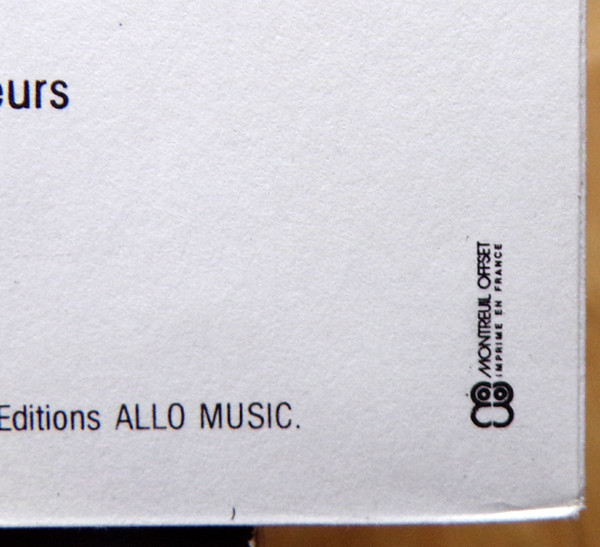 eurs
Editions ALLO MUSIC.
MONTREUIL OFFSET
IMPRIME EN FRANCE